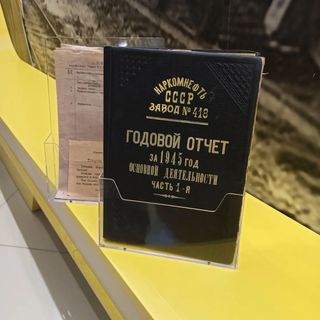 НАРКОМНЕФТЬ
СССР
ЗАВОД № 418
ГОДОВОЙ ОТЧЕТ
ЗА 1945 ГОД
ОСНОВНОЙ ДЕЯТЕЛЬНОСТИ
ЧАСТЬ 1-Я